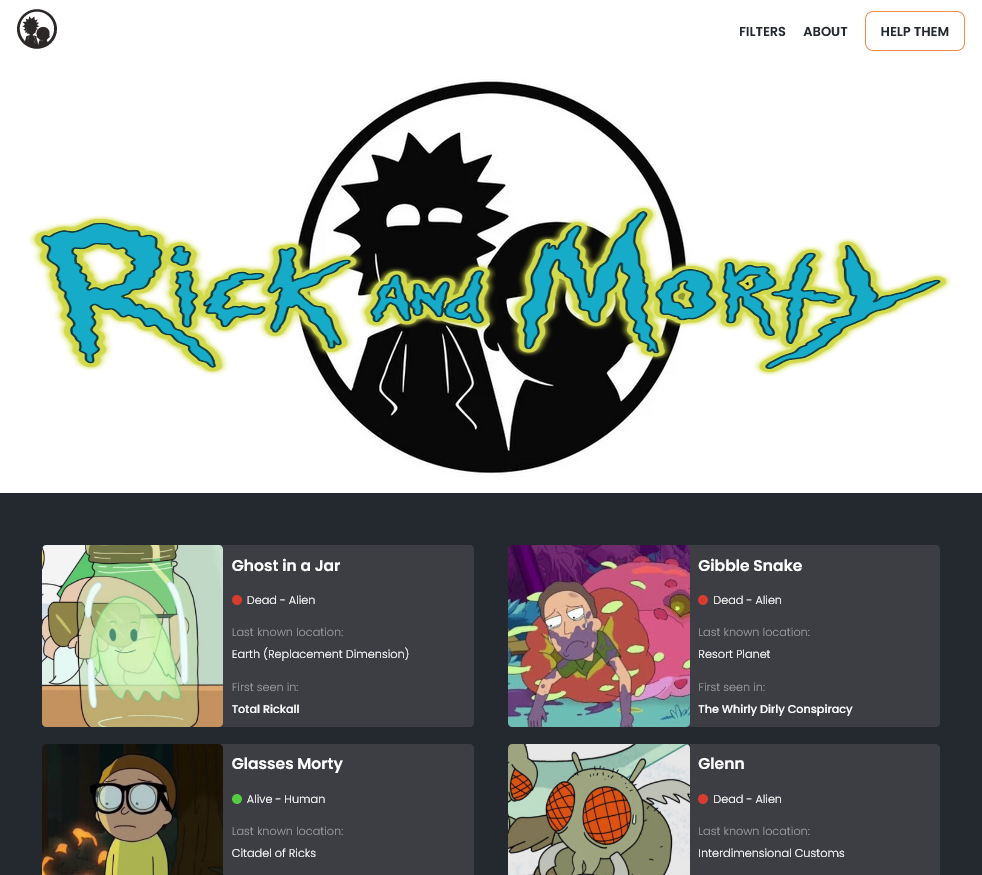 FILTERS ABOUT HELP THEM
Rick and Morty
Ghost in a Jar
Dead - Alien
Last known location:
Earth (Replacement Dimension)
First seen in:
Total Rickall
Gibble Snake
Dead - Alien
Last known location:
Resort Planet
First seen in:
The Whirly Dirly Conspiracy
Glasses Morty
Alive - Human
Last known location:
Citadel of Ricks
Glenn
Dead - Alien
Last known location:
Interdimensional Customs